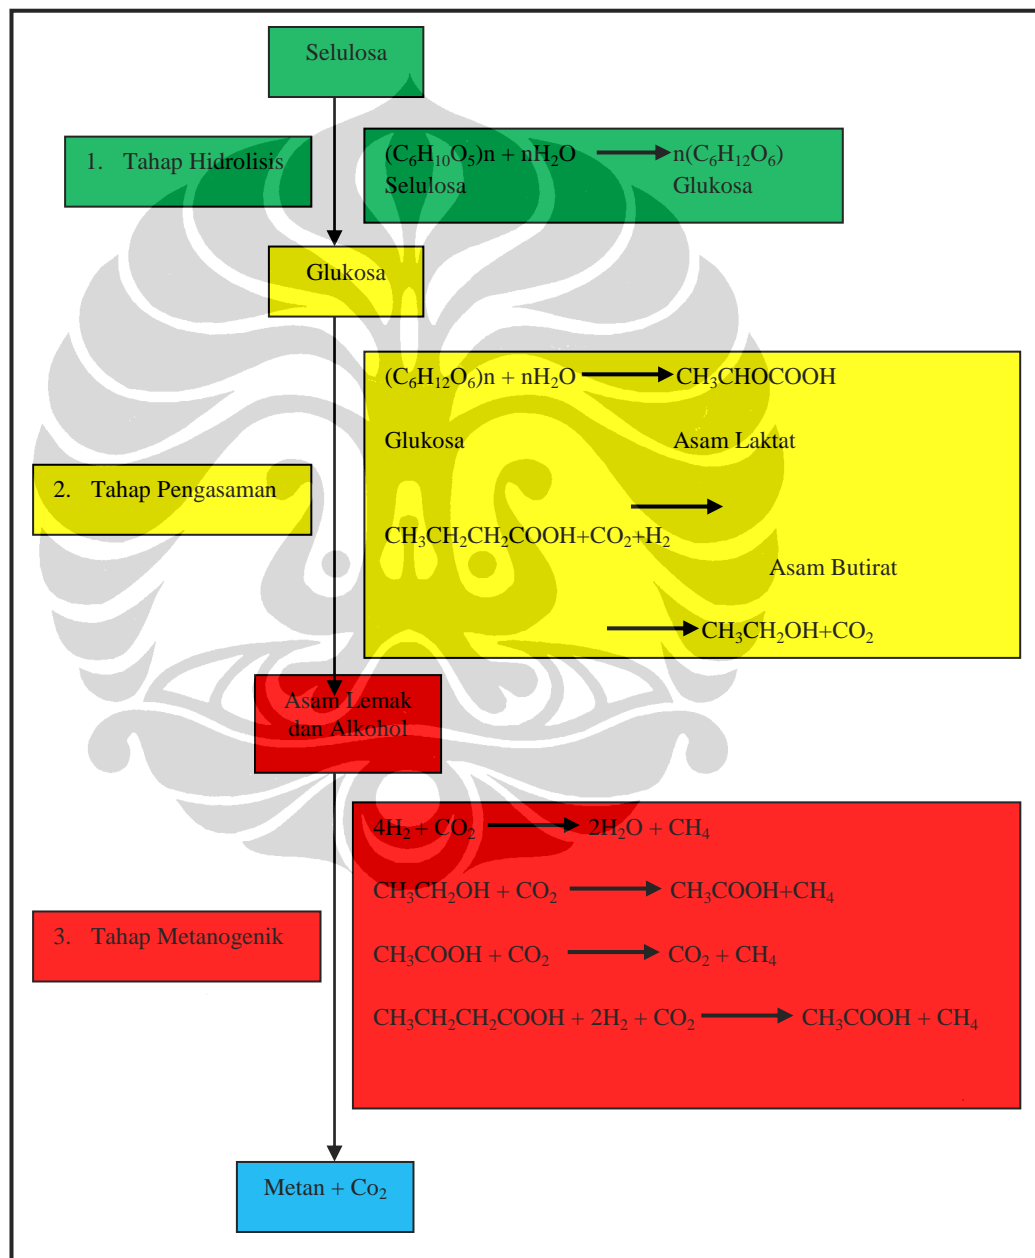 Selulosa
1. Tahap Hidrolisis
(C₆H₁₀O₅)n + nH₂O ⟶ n(C₆H₁₂O₆)
Selulosa Glukosa
Glukosa
(C₆H₁₂O₆)n + nH₂O ⟶ CH₃CHOCOOH
Glukosa Asam Laktat
2. Tahap Pengasaman
⟶
CH₃CH₂CH₂COOH+CO₂+H₂
Asam Butirat
⟶ CH₃CH₂OH+CO₂
Asam Lemak
dan Alkohol
4H₂ + CO₂ ⟶ 2H₂O + CH₄
CH₃CH₂OH + CO₂ ⟶ CH₃COOH+CH₄
3. Tahap Metanogenik
CH₃COOH + CO₂ ⟶ CO₂ + CH₄
CH₃CH₂CH₂COOH + 2H₂ + CO₂ ⟶ CH₃COOH + CH₄
Metan + Co₂